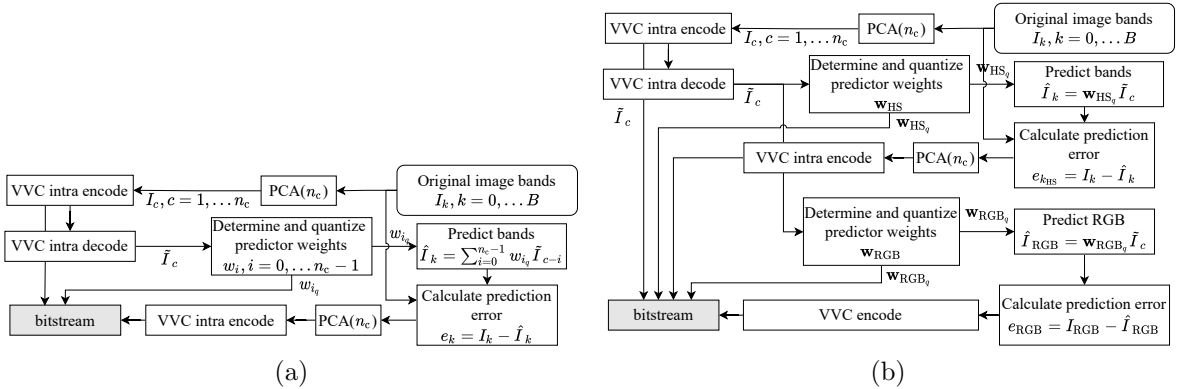 VVC intra encode
I_c, c = 1, … n_c
PCA(n_c)
Original image bands
I_k, k = 0, … B
VVC intra decode
Ĩ_c
Determine and quantize
predictor weights
w_i, i = 0, … n_c − 1
w_{i_q}
Predict bands
Î_k = ∑_{i=0}^{n_c−1} w_{i_q} Ĩ_{c−i}
w_{i_q}
Calculate prediction
error
e_k = I_k − Î_k
PCA(n_c)
VVC intra encode
bitstream
(a)
VVC intra encode
I_c, c = 1, … n_c
PCA(n_c)
Original image bands
I_k, k = 0, … B
VVC intra decode
Ĩ_c
Ĩ_c
Determine and quantize
predictor weights
w_HS
w_{HS_q}
w_{HS_q}
Predict bands
Î_k = w_{HS_q} Ĩ_c
Calculate prediction
error
e_{k_HS} = I_k − Î_k
PCA(n_c)
VVC intra encode
Determine and quantize
predictor weights
w_RGB
w_{RGB_q}
w_{RGB_q}
Predict RGB
Î_RGB = w_{RGB_q} Ĩ_c
Calculate prediction error
e_RGB = I_RGB − Î_RGB
VVC encode
bitstream
(b)